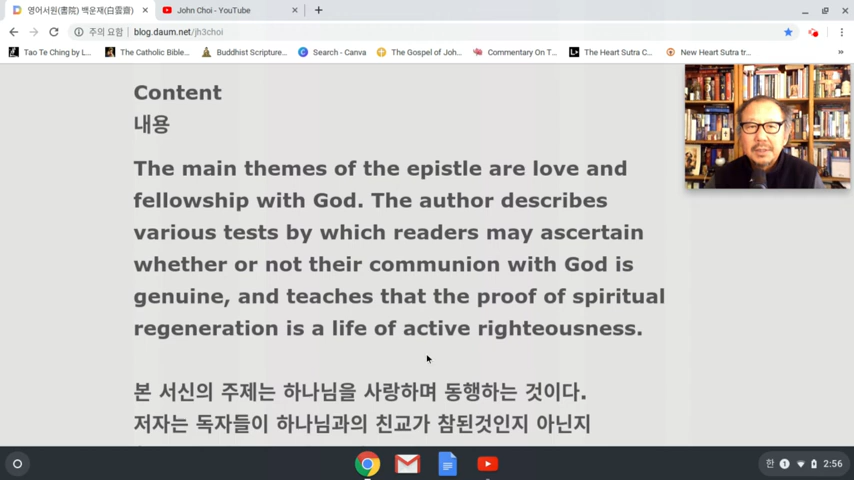 영어서원(書院) 백운재(白雲齋)
John Choi - YouTube
주의 요함
blog.daum.net/jh3choi
Tao Te Ching by L...
The Catholic Bible...
Buddhist Scripture...
Search - Canva
The Gospel of Joh...
Commentary On T...
The Heart Sutra C...
New Heart Sutra tr...
Content
내용
The main themes of the epistle are love and
fellowship with God. The author describes
various tests by which readers may ascertain
whether or not their communion with God is
genuine, and teaches that the proof of spiritual
regeneration is a life of active righteousness.
본 서신의 주제는 하나님을 사랑하며 동행하는 것이다.
저자는 독자들이 하나님과의 친교가 참된것인지 아닌지
한
1
2:56